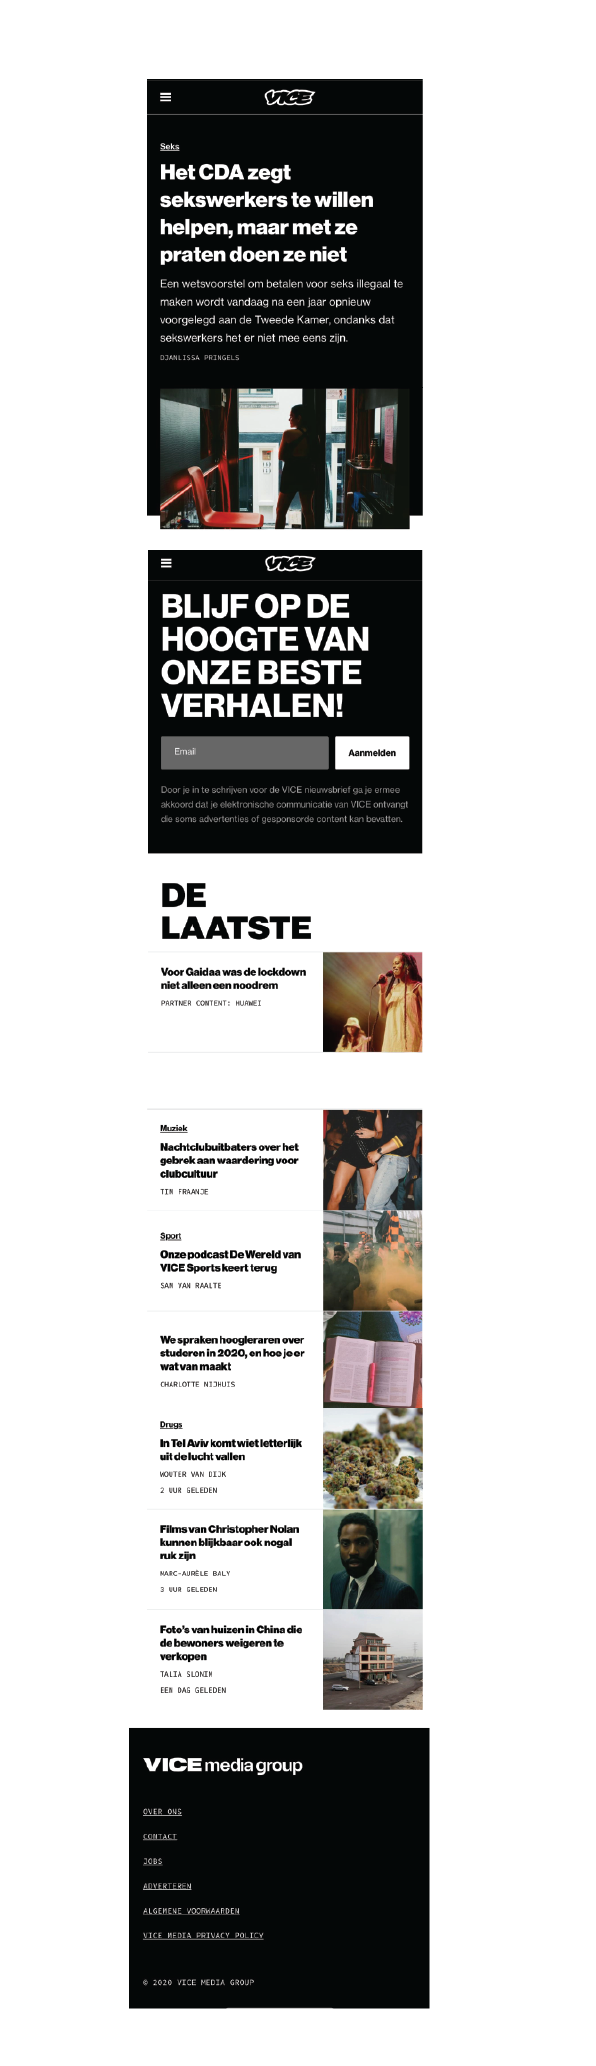 VICE
Seks
Het CDA zegt
sekswerkers te willen
helpen, maar met ze
praten doen ze niet
Een wetsvoorstel om betalen voor seks illegaal te
maken wordt vandaag na een jaar opnieuw
voorgelegd aan de Tweede Kamer, ondanks dat
sekswerkers het er niet mee eens zijn.
DJANLISSA PRINGELS
VICE
BLIJF OP DE
HOOGTE VAN
ONZE BESTE
VERHALEN!
Email
Aanmelden
Door je in te schrijven voor de VICE nieuwsbrief ga je ermee
akkoord dat je elektronische communicatie van VICE ontvangt
die soms advertenties of gesponsorde content kan bevatten.
DE
LAATSTE
Voor Gaidaa was de lockdown
niet alleen een noodrem
PARTNER CONTENT: HUAWEI
Muziek
Nachtclubuitbaters over het
gebrek aan waardering voor
clubcultuur
TIM FRAANJE
Sport
Onze podcast De Wereld van
VICE Sports keert terug
SAM VAN RAALTE
We spraken hoogleraren over
studeren in 2020, en hoe je er
wat van maakt
CHARLOTTE NIJHUIS
Drugs
In Tel Aviv komt wiet letterlijk
uit de lucht vallen
WOUTER VAN DIJK
2 UUR GELEDEN
Films van Christopher Nolan
kunnen blijkbaar ook nogal
ruk zijn
MARC-AURÈLE BALY
3 UUR GELEDEN
Foto's van huizen in China die
de bewoners weigeren te
verkopen
TALIA SLONIM
EEN DAG GELEDEN
VICE media group
OVER ONS
CONTACT
JOBS
ADVERTEREN
ALGEMENE VOORWAARDEN
VICE MEDIA PRIVACY POLICY
© 2020 VICE MEDIA GROUP